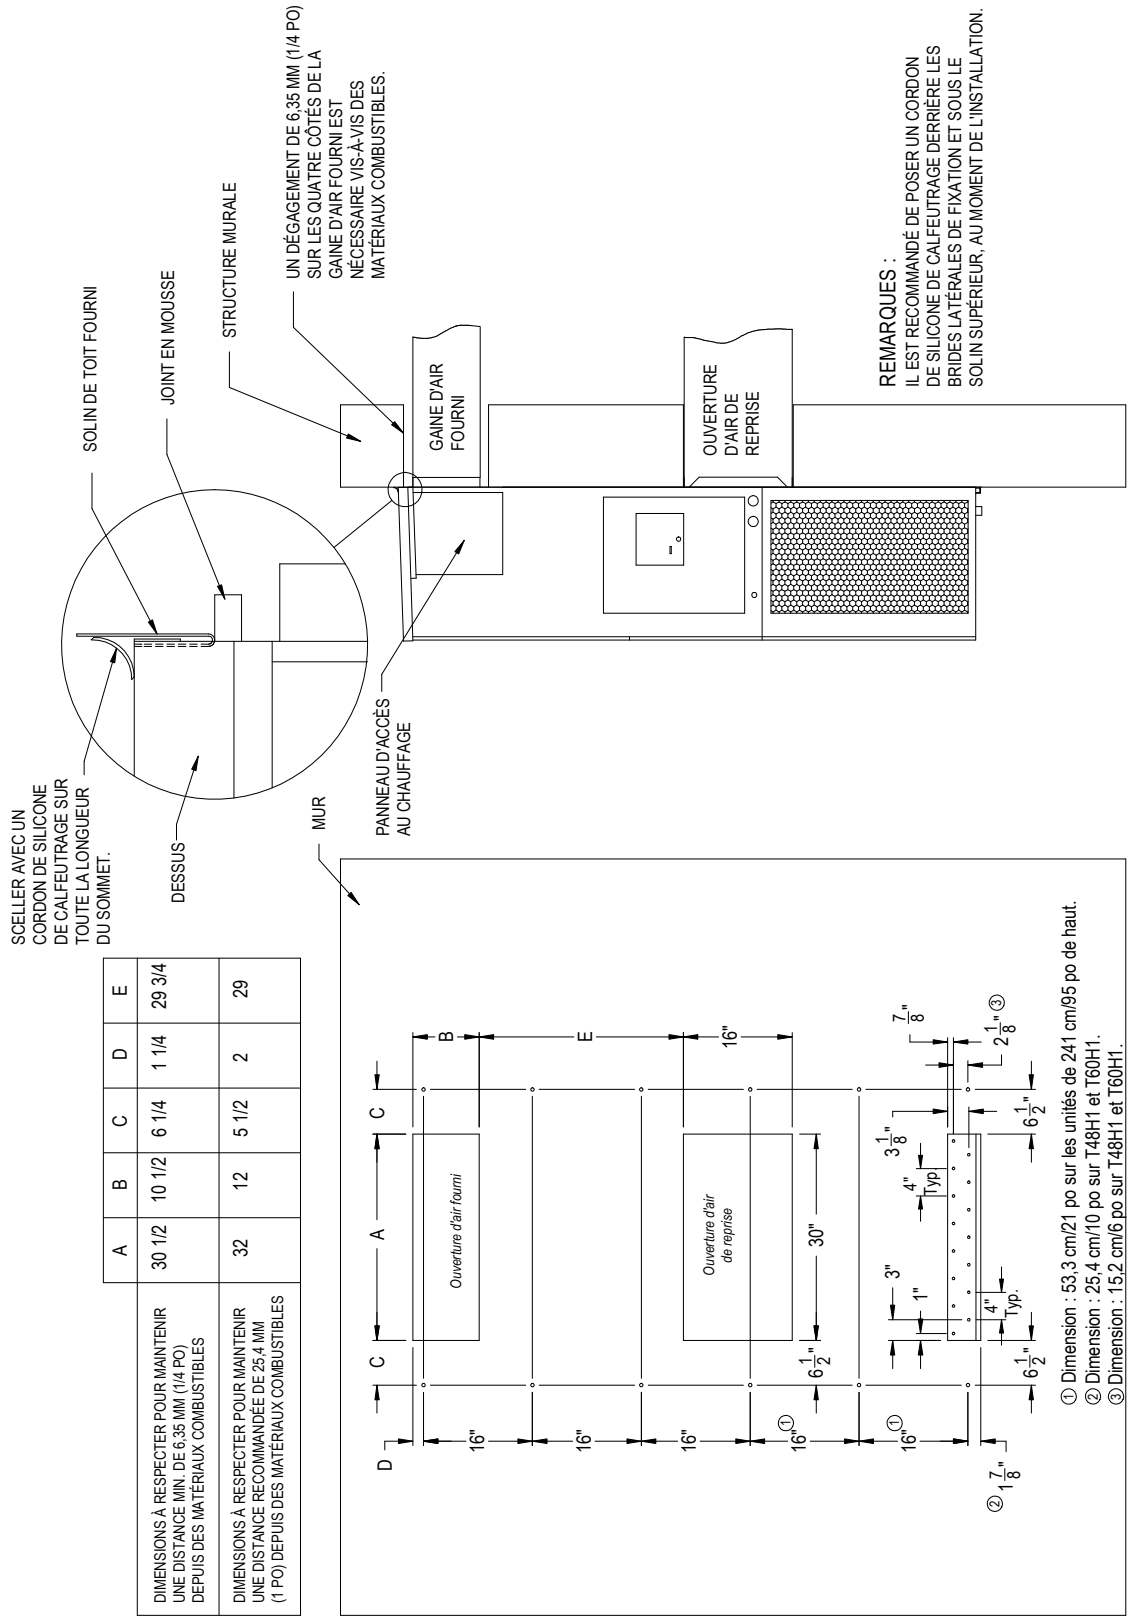 SCELLER AVEC UN
CORDON DE SILICONE
DE CALFEUTRAGE SUR
TOUTE LA LONGUEUR
DU SOMMET.
DESSUS
SOLIN DE TOIT FOURNI
JOINT EN MOUSSE
STRUCTURE MURALE
UN DÉGAGEMENT DE 6,35 MM (1/4 PO)
SUR LES QUATRE CÔTÉS DE LA
GAINE D'AIR FOURNI EST
NÉCESSAIRE VIS-À-VIS DES
MATÉRIAUX COMBUSTIBLES.
A B C D E
DIMENSIONS À RESPECTER POUR MAINTENIR
UNE DISTANCE MIN. DE 6,35 MM (1/4 PO)
DEPUIS DES MATÉRIAUX COMBUSTIBLES
30 1/2 10 1/2 6 1/4 1 1/4 29 3/4
DIMENSIONS À RESPECTER POUR MAINTENIR
UNE DISTANCE RECOMMANDÉE DE 25,4 MM
(1 PO) DEPUIS DES MATÉRIAUX COMBUSTIBLES
32 12 5 1/2 2 29
MUR
PANNEAU D'ACCÈS
AU CHAUFFAGE
GAINE D'AIR
FOURNI
OUVERTURE
D'AIR DE
REPRISE
REMARQUES :
IL EST RECOMMANDÉ DE POSER UN CORDON
DE SILICONE DE CALFEUTRAGE DERRIÈRE LES
BRIDES LATÉRALES DE FIXATION ET SOUS LE
SOLIN SUPÉRIEUR, AU MOMENT DE L'INSTALLATION.
C A C
D
B
Ouverture d'air fourni
16"
16"
E
16"
Ouverture d'air
de reprise
16"
30"
6 1/2"
16" ①
16" ①
3"
1"
4"
Typ.
3 1/8"
7/8"
2 1/8" ③
4"
Typ.
6 1/2"
6 1/2"
② 1 7/8"
① Dimension : 53,3 cm/21 po sur les unités de 241 cm/95 po de haut.
② Dimension : 25,4 cm/10 po sur T48H1 et T60H1.
③ Dimension : 15,2 cm/6 po sur T48H1 et T60H1.